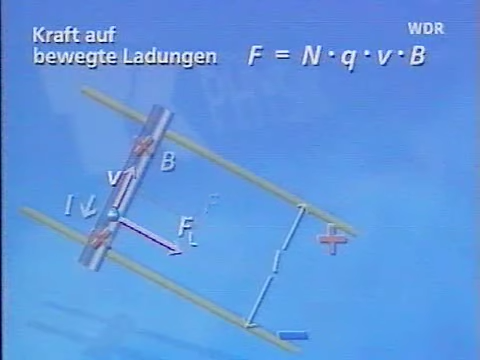 Kraft auf
bewegte Ladungen
F = N · q · v · B
WDR
B
v
I
F_L
l
+
−